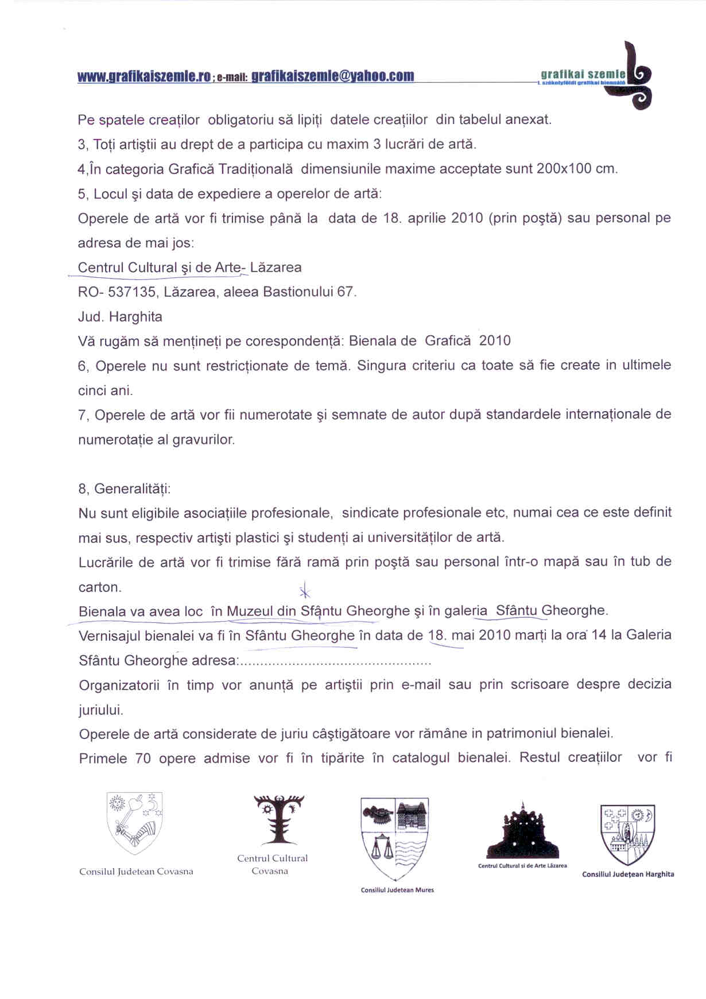 www.grafikaiszemle.ro ; e-mail: grafikaiszemle@yahoo.com
grafikai szemle
I. székelyföldi grafikai biennálé
Pe spatele creaţilor obligatoriu să lipiţi datele creaţiilor din tabelul anexat.
3, Toţi artiştii au drept de a participa cu maxim 3 lucrări de artă.
4,În categoria Grafică Tradiţională dimensiunile maxime acceptate sunt 200x100 cm.
5, Locul şi data de expediere a operelor de artă:
Operele de artă vor fi trimise până la data de 18. aprilie 2010 (prin poştă) sau personal pe
adresa de mai jos:
Centrul Cultural şi de Arte- Lăzarea
RO- 537135, Lăzarea, aleea Bastionului 67.
Jud. Harghita
Vă rugăm să menţineţi pe corespondenţă: Bienala de Grafică 2010
6, Operele nu sunt restricţionate de temă. Singura criteriu ca toate să fie create in ultimele
cinci ani.
7, Operele de artă vor fii numerotate şi semnate de autor după standardele internaţionale de
numerotaţie al gravurilor.
8, Generalităţi:
Nu sunt eligibile asociaţiile profesionale, sindicate profesionale etc, numai cea ce este definit
mai sus, respectiv artişti plastici şi studenţi ai universităţilor de artă.
Lucrările de artă vor fi trimise fără ramă prin poştă sau personal într-o mapă sau în tub de
carton.
Bienala va avea loc în Muzeul din Sfântu Gheorghe şi în galeria Sfântu Gheorghe.
Vernisajul bienalei va fi în Sfântu Gheorghe în data de 18. mai 2010 marţi la ora 14 la Galeria
Sfântu Gheorghe adresa:................................................
Organizatorii în timp vor anunţă pe artiştii prin e-mail sau prin scrisoare despre decizia
juriului.
Operele de artă considerate de juriu câştigătoare vor rămâne in patrimoniul bienalei.
Primele 70 opere admise vor fi în tipărite în catalogul bienalei. Restul creaţiilor vor fi
Consilul Judetean Covasna
Centrul Cultural
Covasna
Consiliul Judetean Mures
Centrul Cultural si de Arte Lăzarea
Consiliul Judeţean Harghita